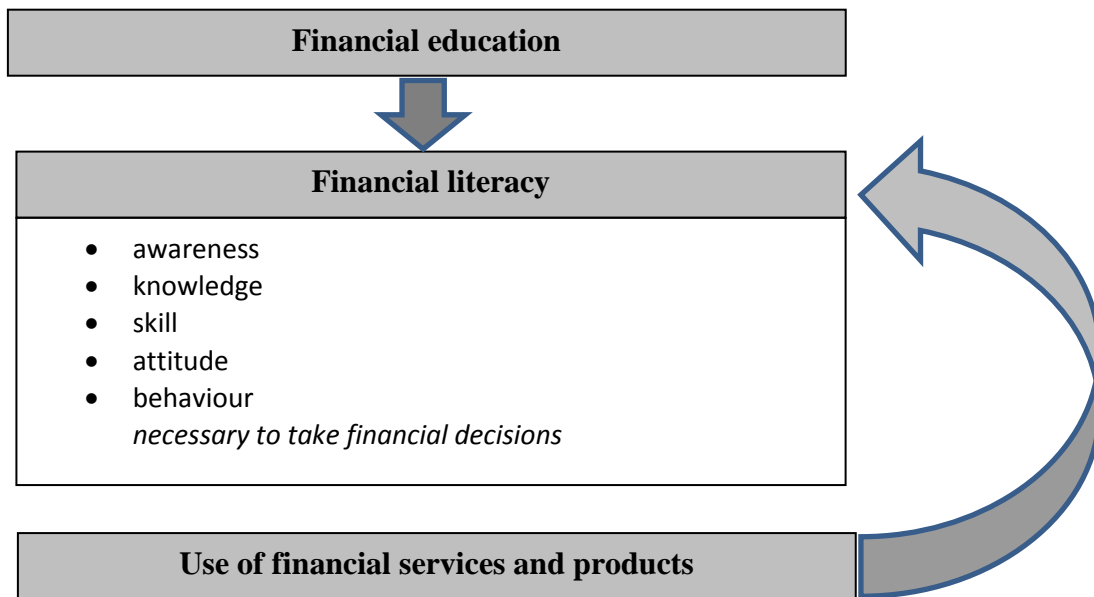 Financial education
Financial literacy
• awareness
• knowledge
• skill
• attitude
• behaviour
necessary to take financial decisions
Use of financial services and products